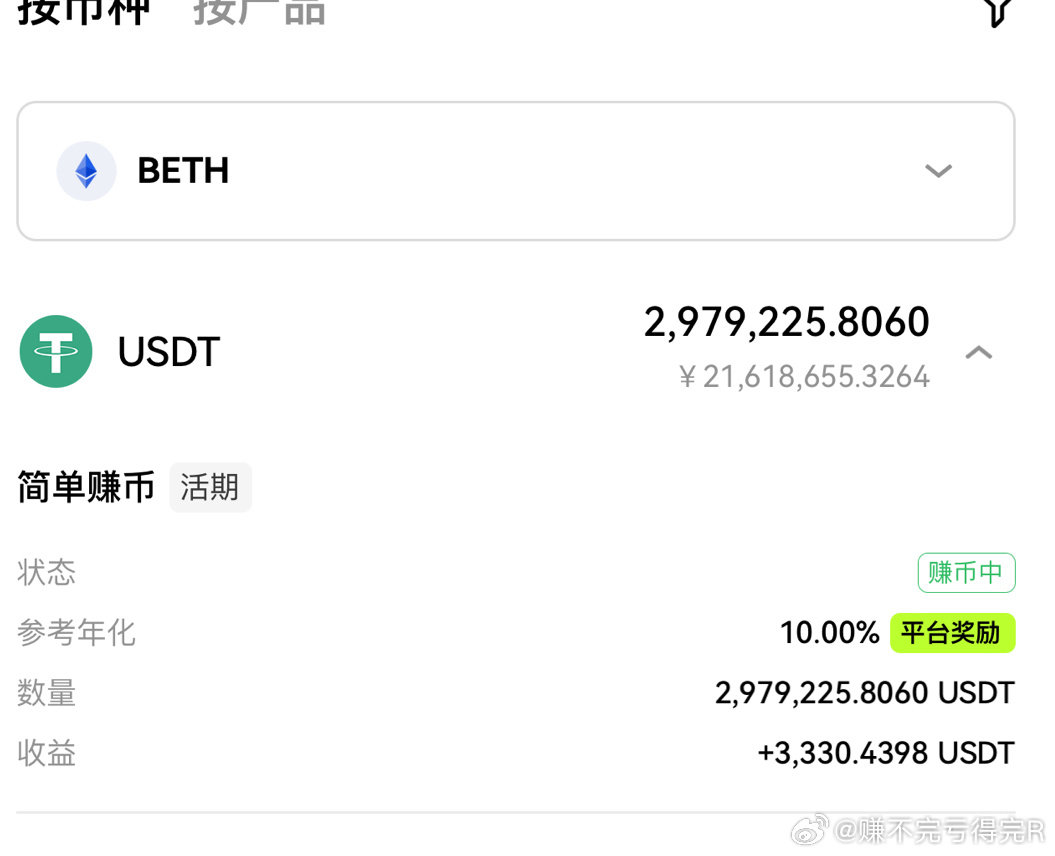 按币种 按产品
BETH
USDT
2,979,225.8060
¥21,618,655.3264
简单赚币 活期
状态 赚币中
参考年化 10.00% 平台奖励
数量 2,979,225.8060 USDT
收益 +3,330.4398 USDT
@赚不完亏得完R